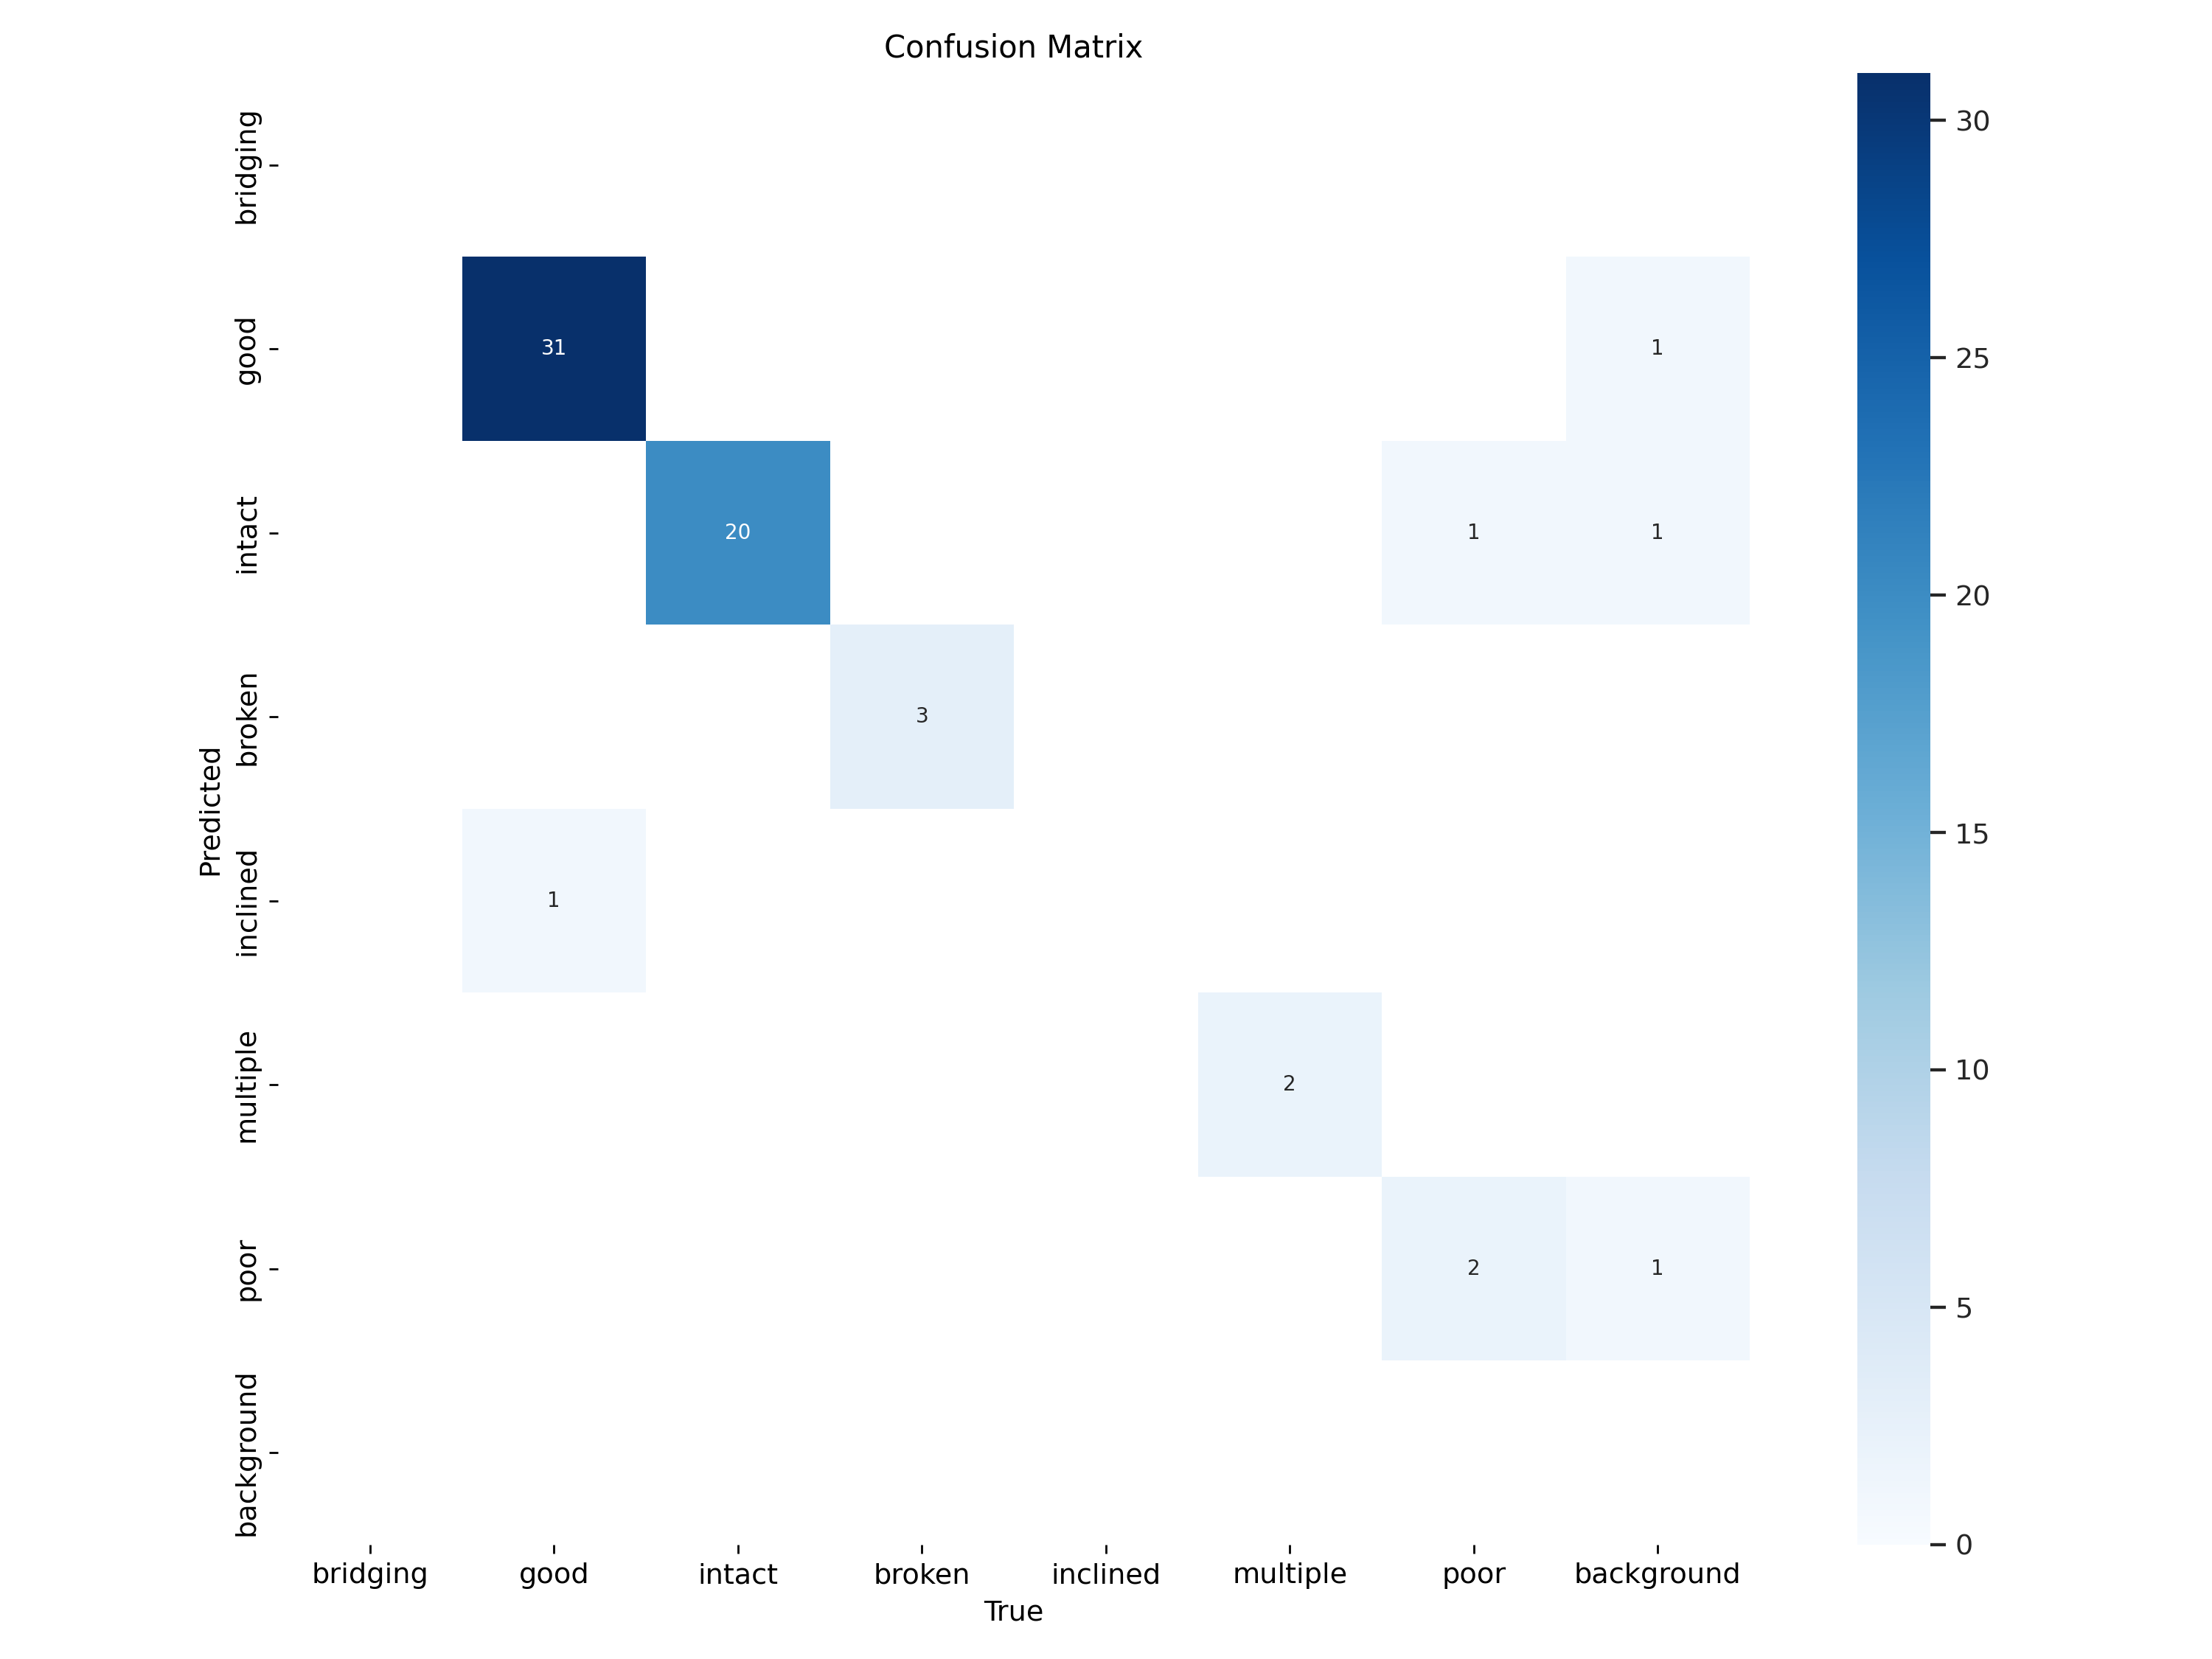 Confusion Matrix
bridging
good
intact
broken
inclined
multiple
poor
background
Predicted
31
1
20
1
1
3
1
2
2
1
bridging
good
intact
broken
inclined
multiple
poor
background
True
30
25
20
15
10
5
0